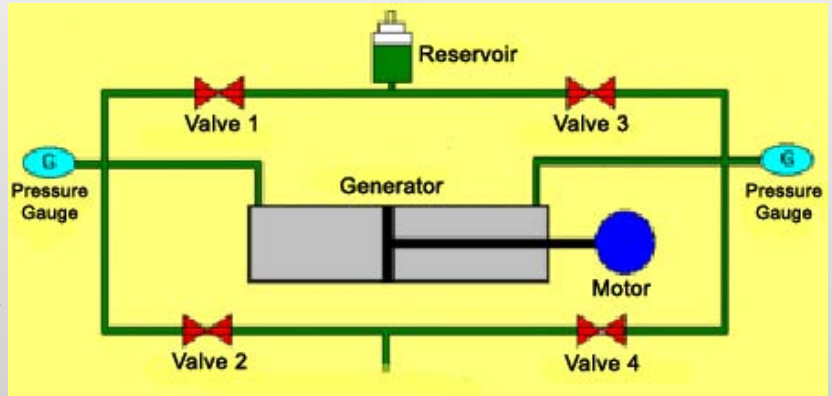 Reservoir
Valve 1
Valve 3
G
G
Pressure
Gauge
Generator
Pressure
Gauge
Motor
Valve 2
Valve 4